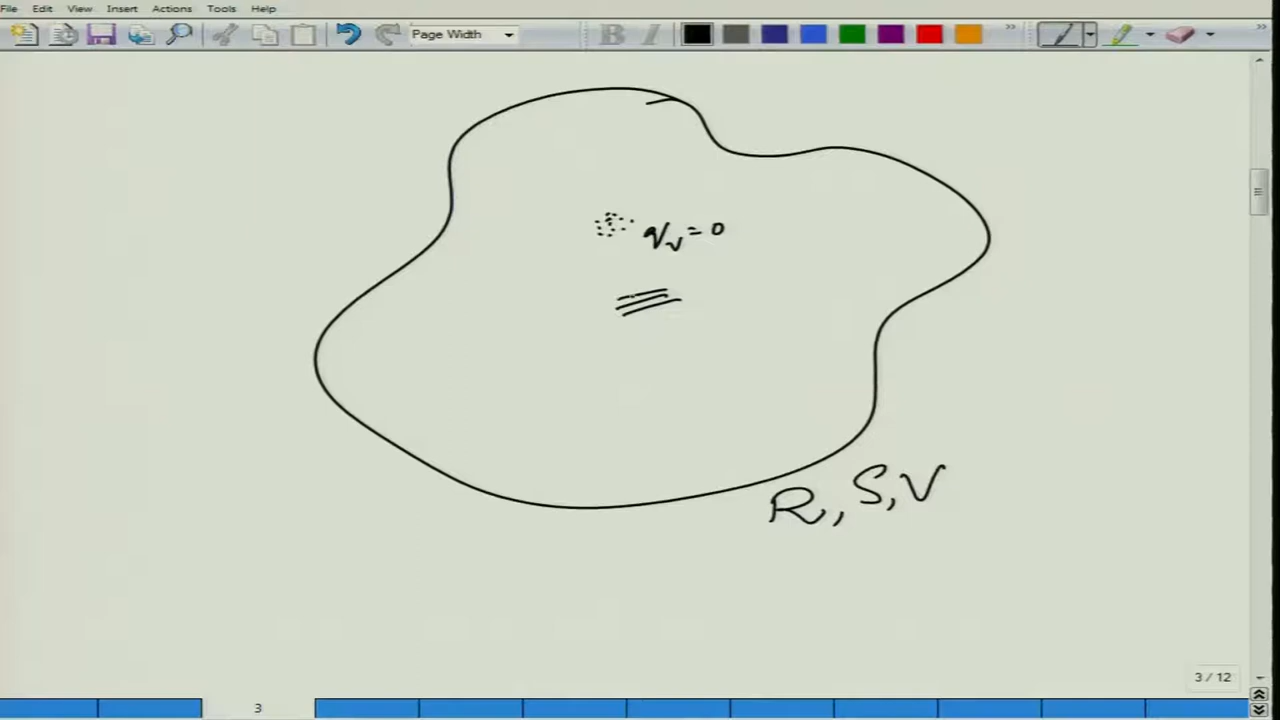 File Edit View Insert Actions Tools Help
Page Width
B I
q_v = 0
R, S, V
3 / 12
3